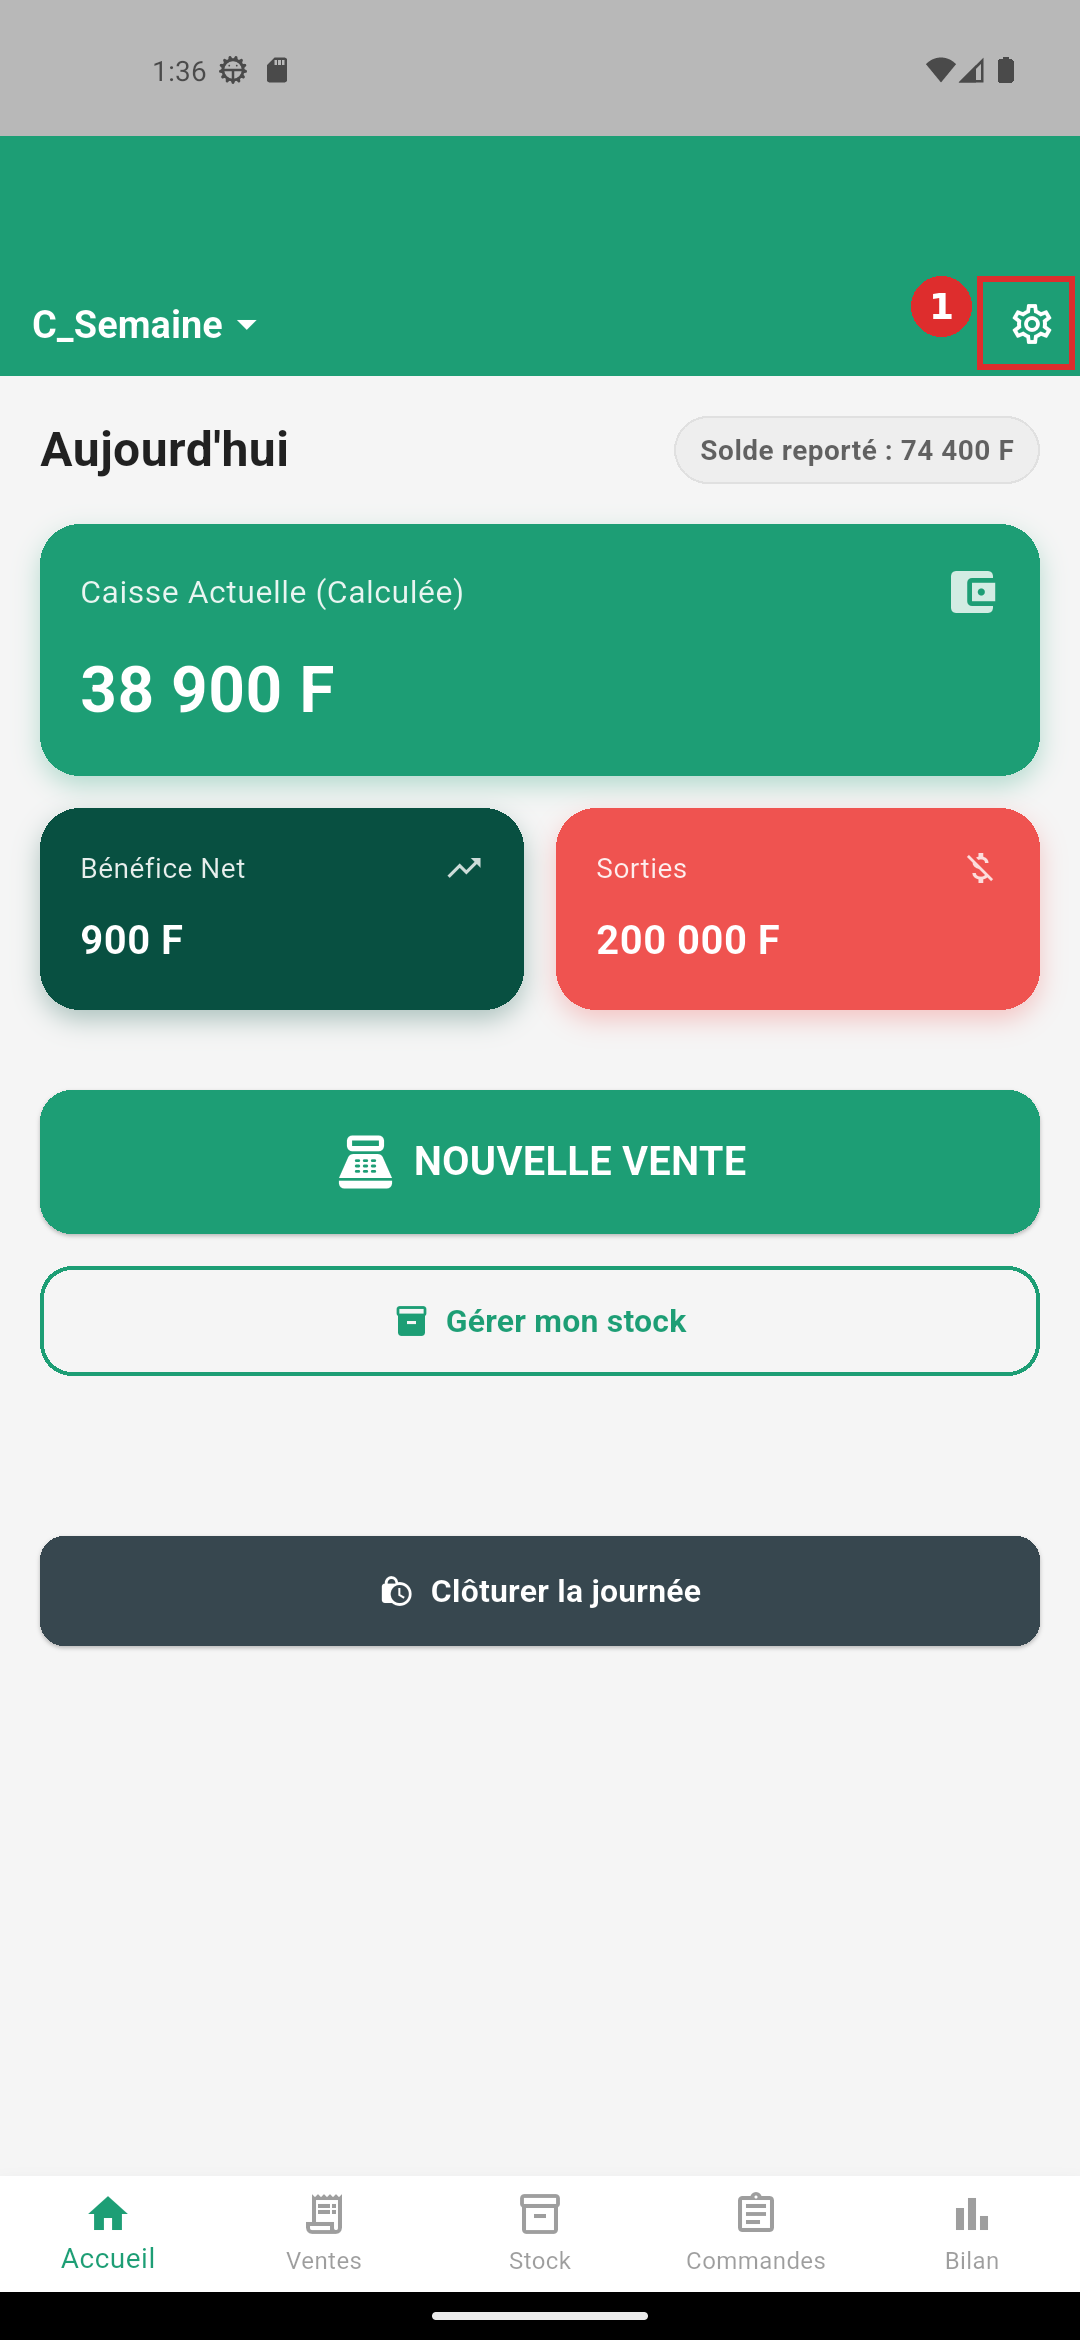 1:36
C_Semaine
1
Aujourd'hui
Solde reporté : 74 400 F
Caisse Actuelle (Calculée)
38 900 F
Bénéfice Net
900 F
Sorties
200 000 F
NOUVELLE VENTE
Gérer mon stock
Clôturer la journée
Accueil
Ventes
Stock
Commandes
Bilan